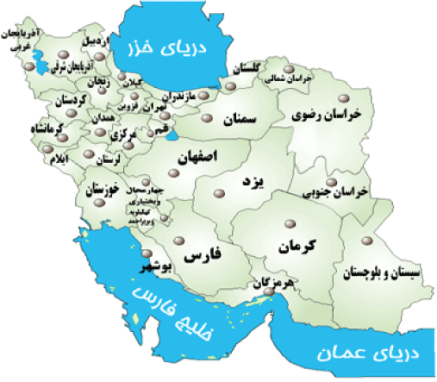 آذربایجان
غربی
اردبیل
دریای خزر
آذربایجان شرقی
گیلان
گلستان
خراسان شمالی
زنجان
مازندران
قزوین
کردستان
تهران
سمنان
خراسان رضوی
همدان
کرمانشاه
مرکزی
قم
ایلام
لرستان
اصفهان
خوزستان
چهارمحال
و بختیاری
کهکیلویه
و بویراحمد
یزد
خراسان جنوبی
کرمان
فارس
بوشهر
سیستان و بلوچستان
هرمزگان
خلیج فارس
دریای عمان